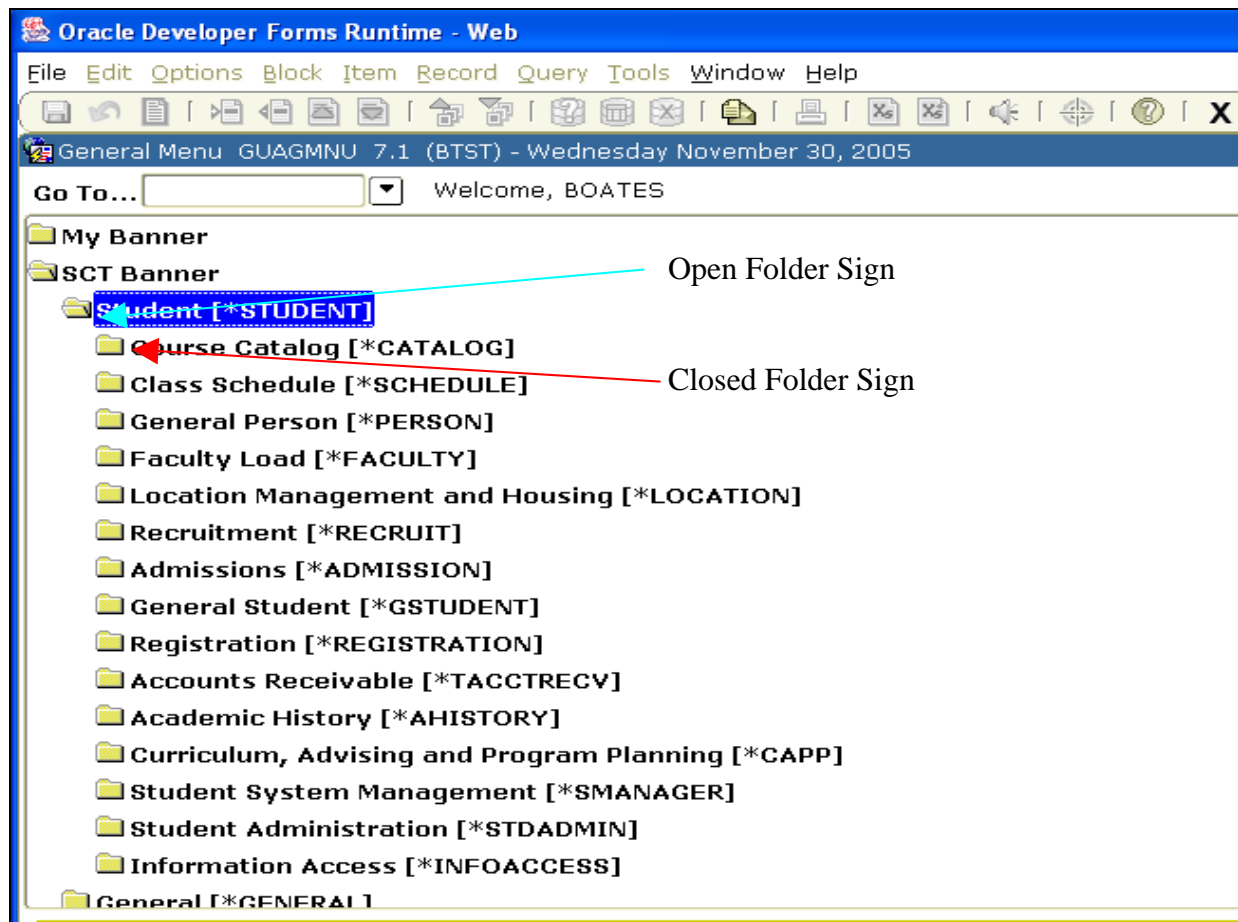 Oracle Developer Forms Runtime - Web
File Edit Options Block Item Record Query Tools Window Help
General Menu GUAGMNU 7.1 (BTST) - Wednesday November 30, 2005
Go To... Welcome, BOATES
My Banner
SCT Banner
Open Folder Sign
Student [*STUDENT]
Course Catalog [*CATALOG]
Closed Folder Sign
Class Schedule [*SCHEDULE]
General Person [*PERSON]
Faculty Load [*FACULTY]
Location Management and Housing [*LOCATION]
Recruitment [*RECRUIT]
Admissions [*ADMISSION]
General Student [*GSTUDENT]
Registration [*REGISTRATION]
Accounts Receivable [*TACCTRECV]
Academic History [*AHISTORY]
Curriculum, Advising and Program Planning [*CAPP]
Student System Management [*SMANAGER]
Student Administration [*STDADMIN]
Information Access [*INFOACCESS]
General [*GENERAL]